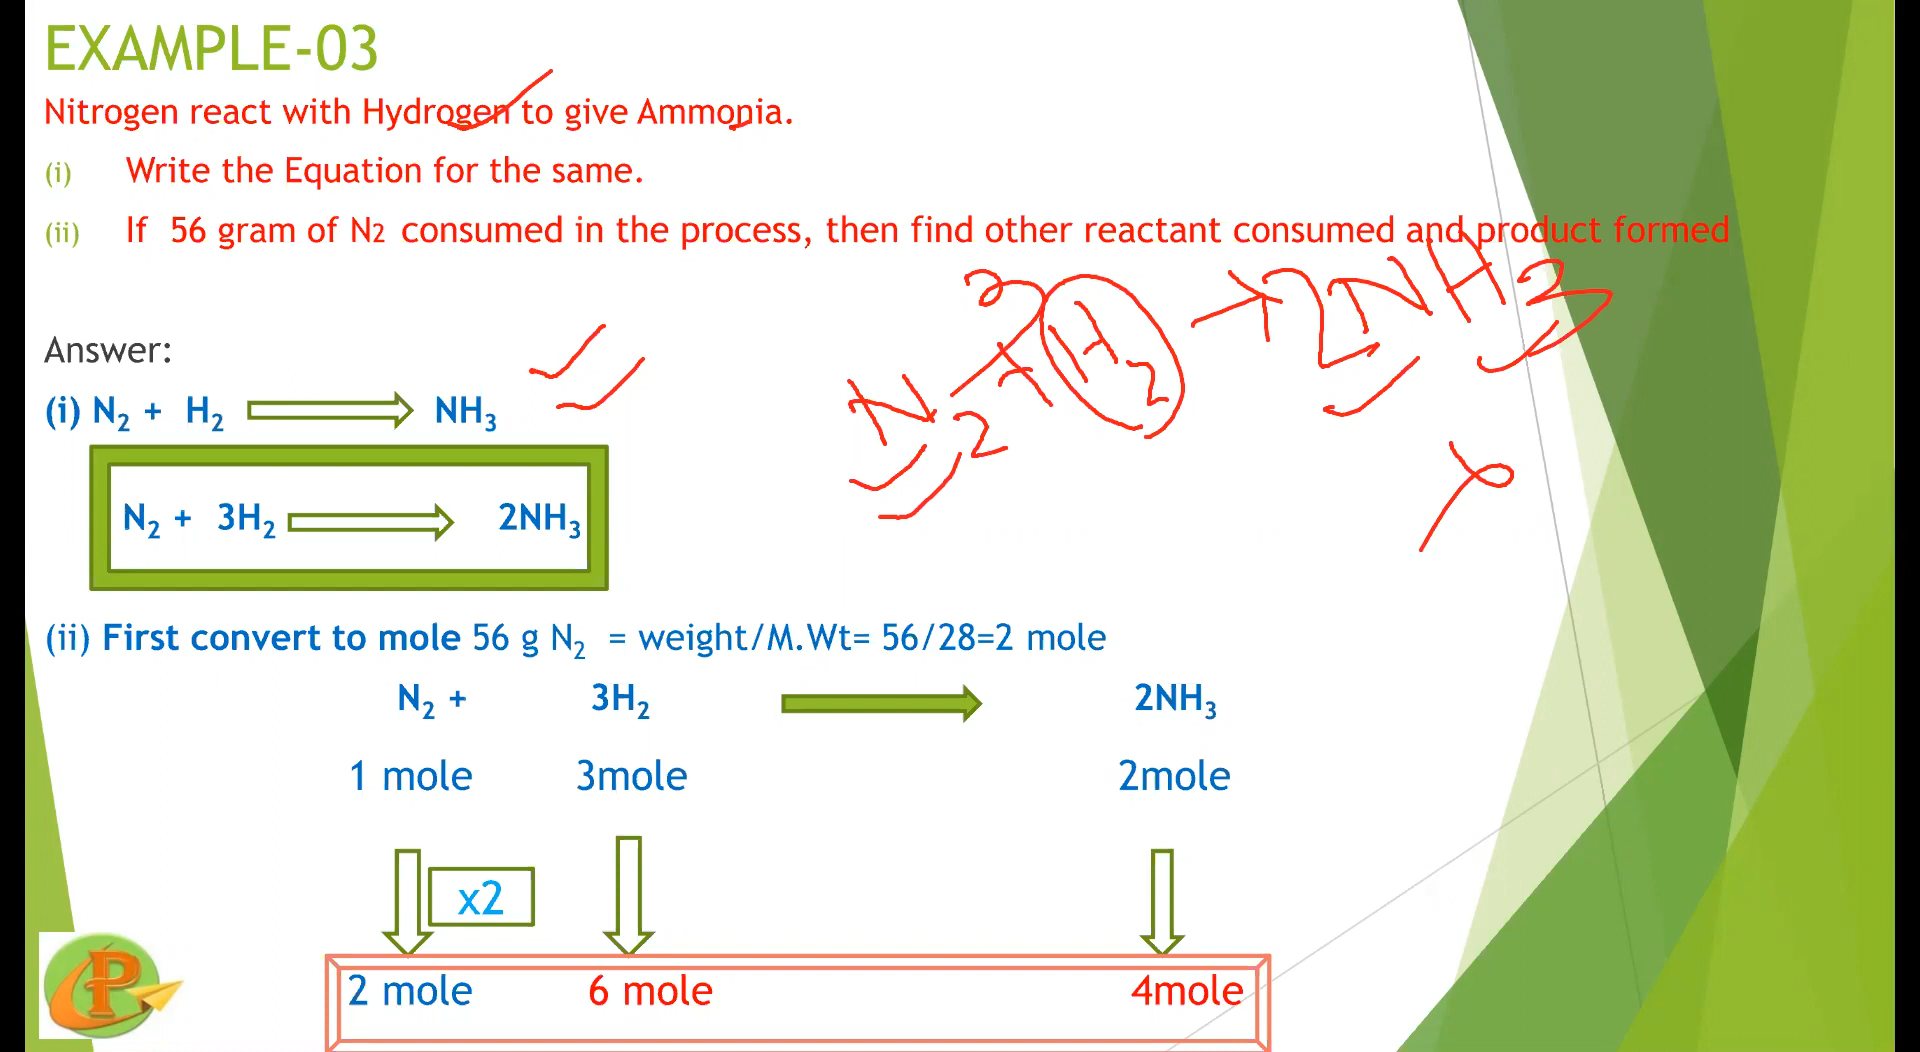 EXAMPLE-03
Nitrogen react with Hydrogen to give Ammonia.
(i) Write the Equation for the same.
(ii) If 56 gram of N2 consumed in the process, then find other reactant consumed and product formed
N2 + 3H2 → 2NH3
Answer:
(i) N₂ + H₂ NH₃
N₂ + 3H₂ 2NH₃
(ii) First convert to mole 56 g N₂ = weight/M.Wt= 56/28=2 mole
N₂ + 3H₂ 2NH₃
1 mole 3mole 2mole
x2
2 mole 6 mole 4mole
P